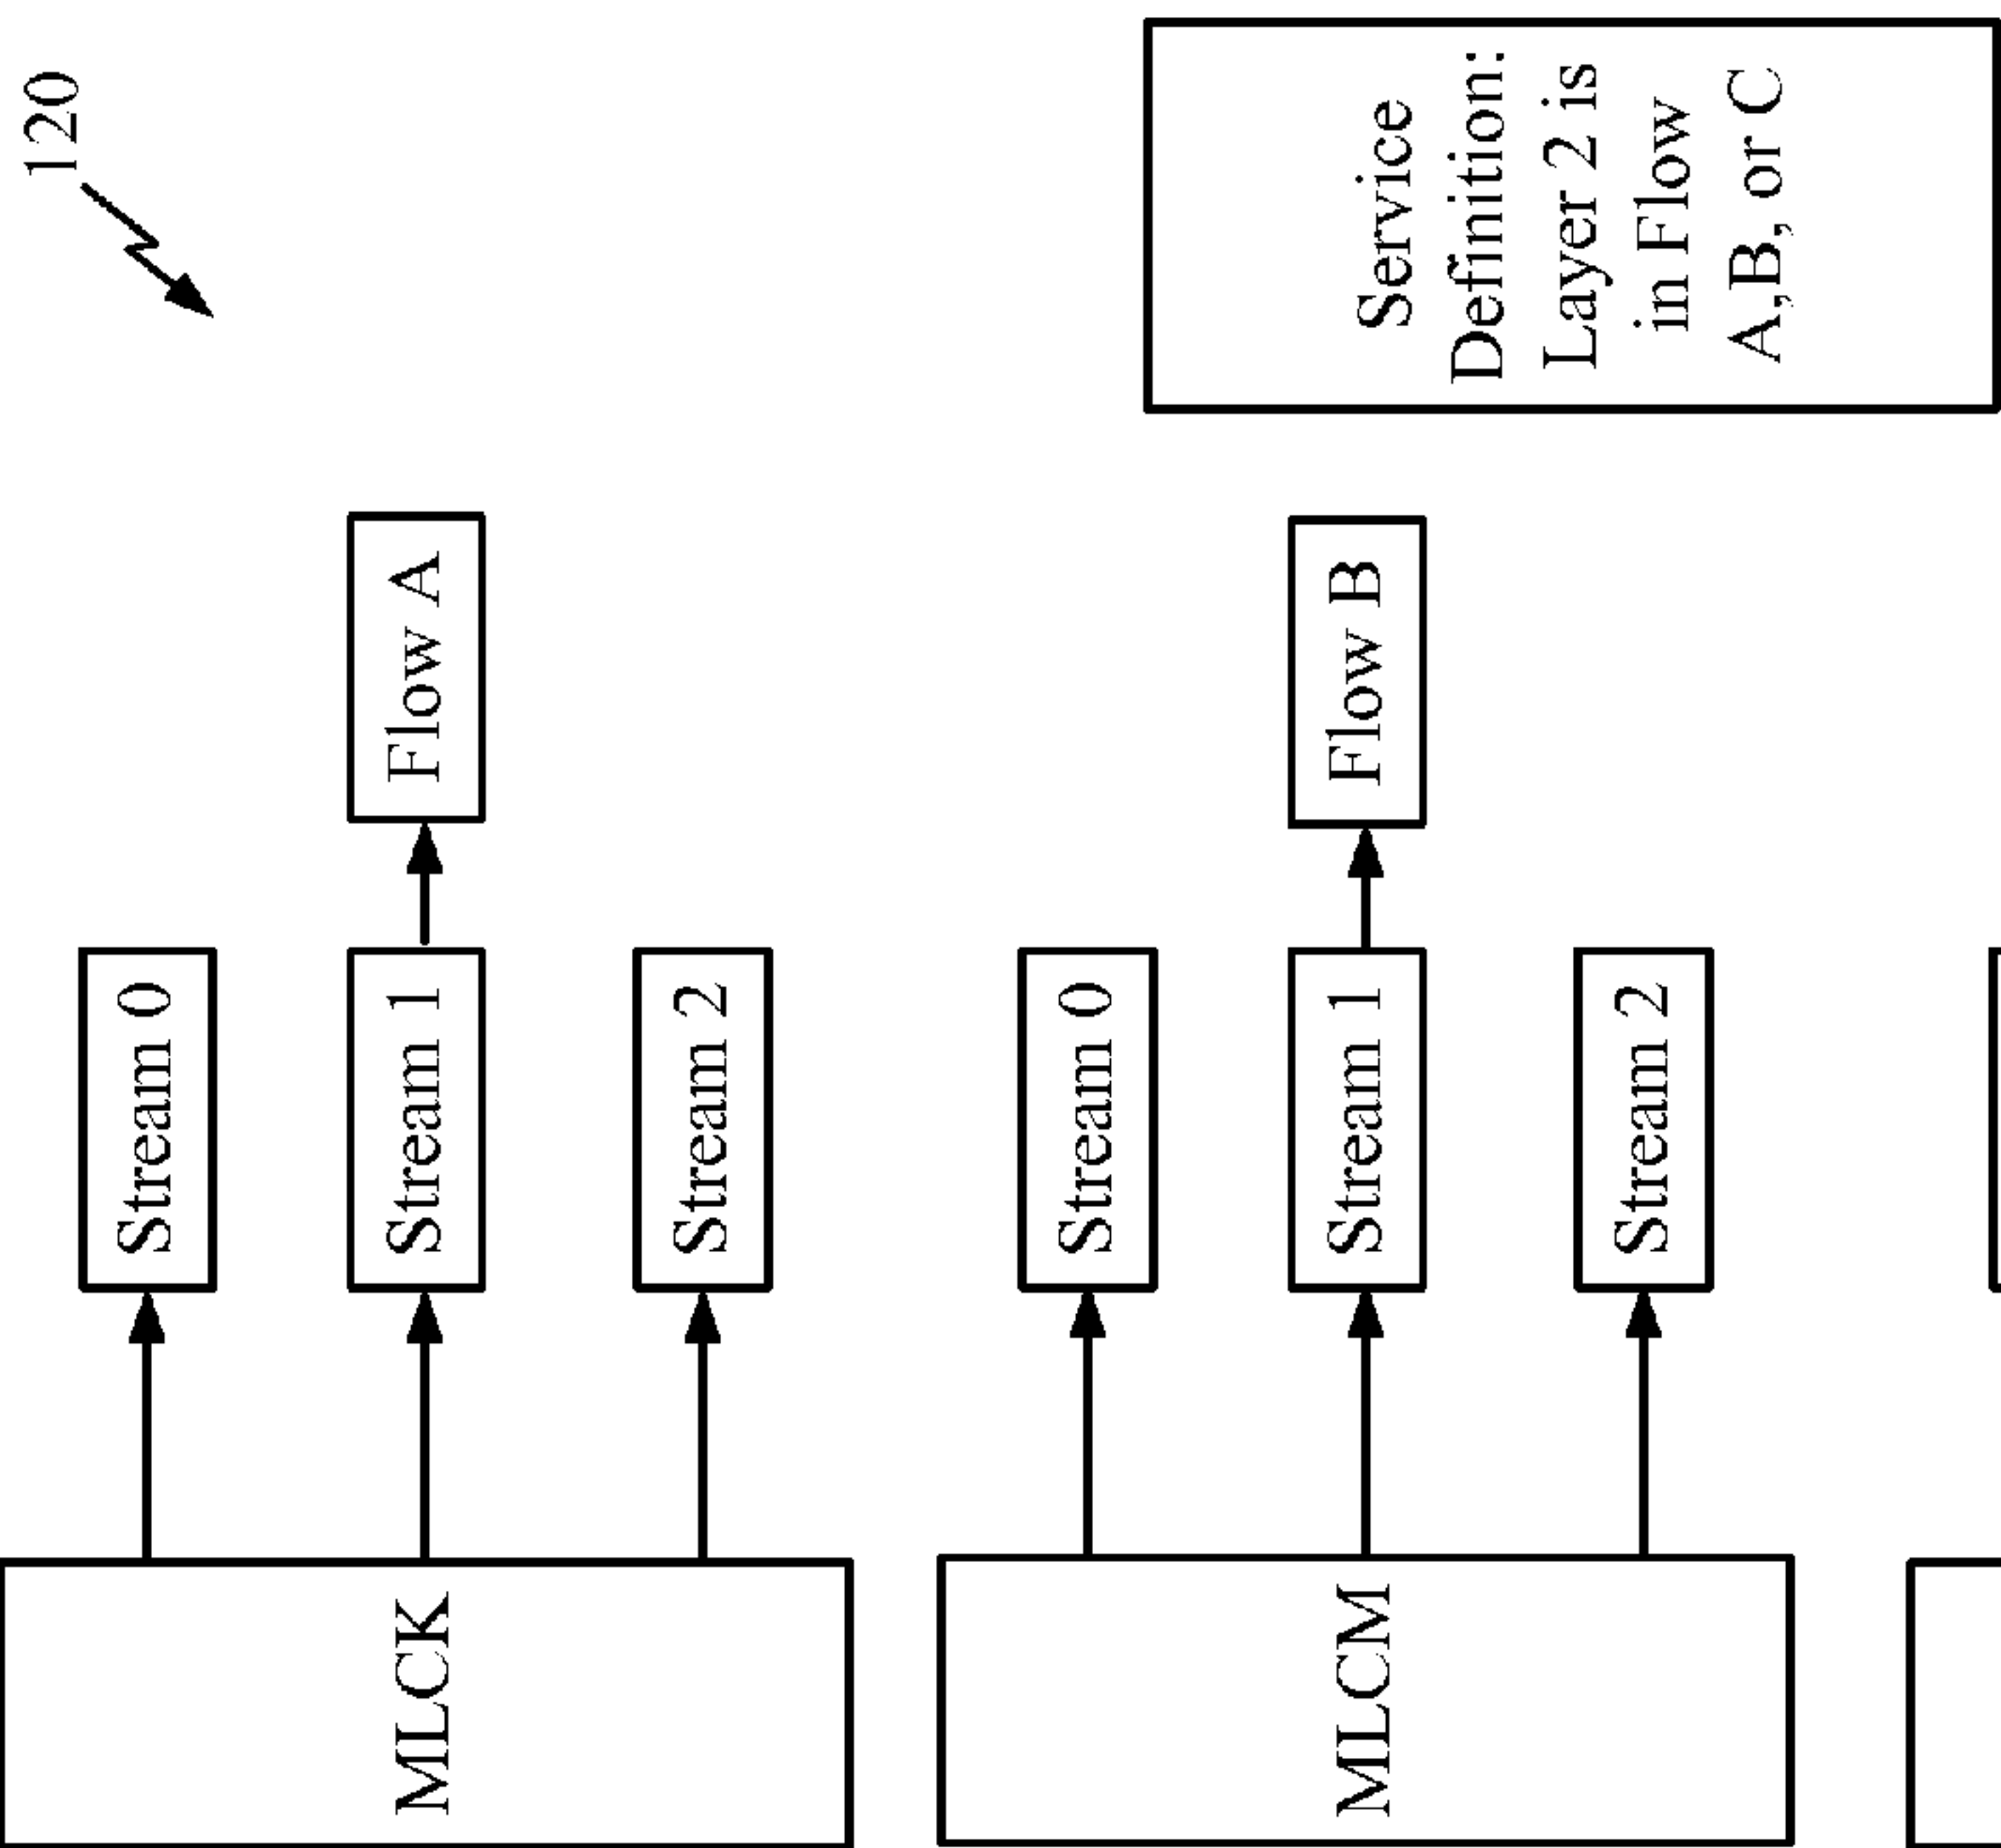 120
MLCK
Stream 0
Stream 1
Stream 2
Flow A
MLCM
Stream 0
Stream 1
Stream 2
Flow B
Service
Definition:
Layer 2 is
in Flow
A,B, or C